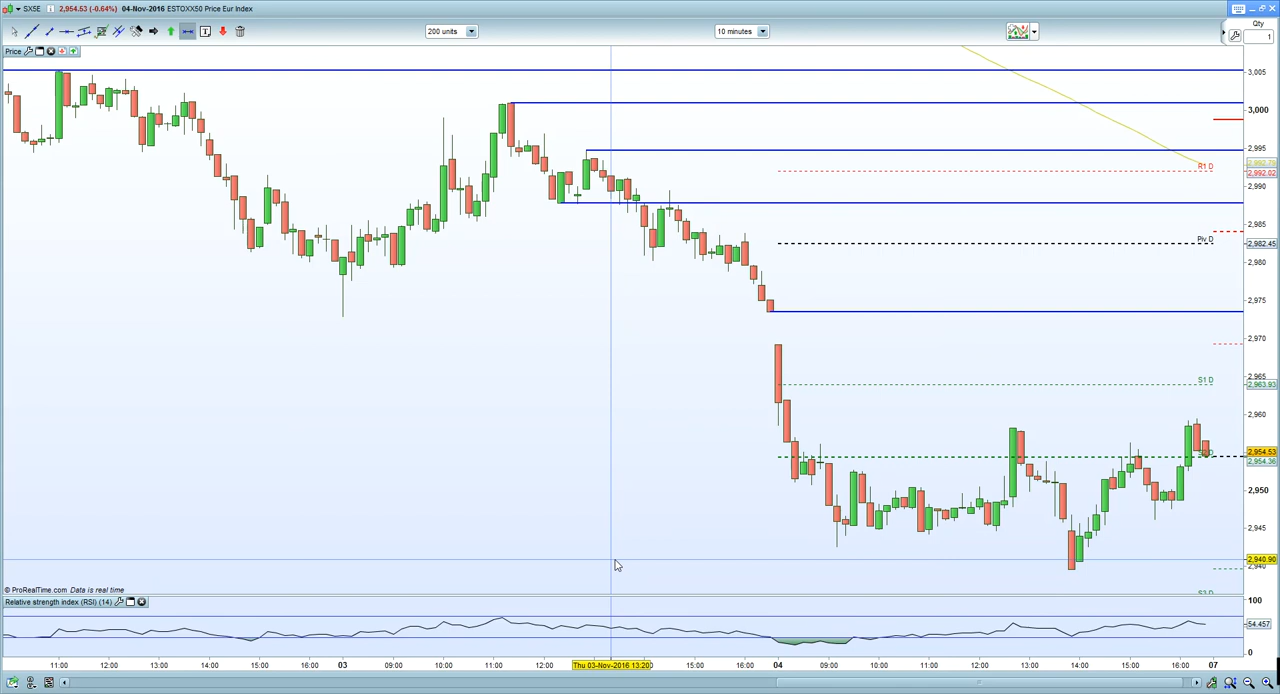 SX5E 2,954.53 (-0.64%) 04-Nov-2016 ESTOXX50 Price Eur Index
200 units
10 minutes
Qty
1
Price
3,005
3,000
2,995
R1 D
2,992.79
2,992.02
2,990
2,985
Piv D
2,982.45
2,980
2,975
2,970
2,965
S1 D
2,963.93
2,960
2,954.53
2,954.36
2,950
2,945
2,940.90
2,940
© ProRealTime.com Data is real time
S3 D
Relative strength index (RSI) (14)
100
54.457
0
11:00 12:00 13:00 14:00 15:00 16:00 03 09:00 10:00 11:00 12:00 Thu 03-Nov-2016 13:20 15:00 16:00 04 09:00 10:00 11:00 12:00 13:00 14:00 15:00 16:00 07